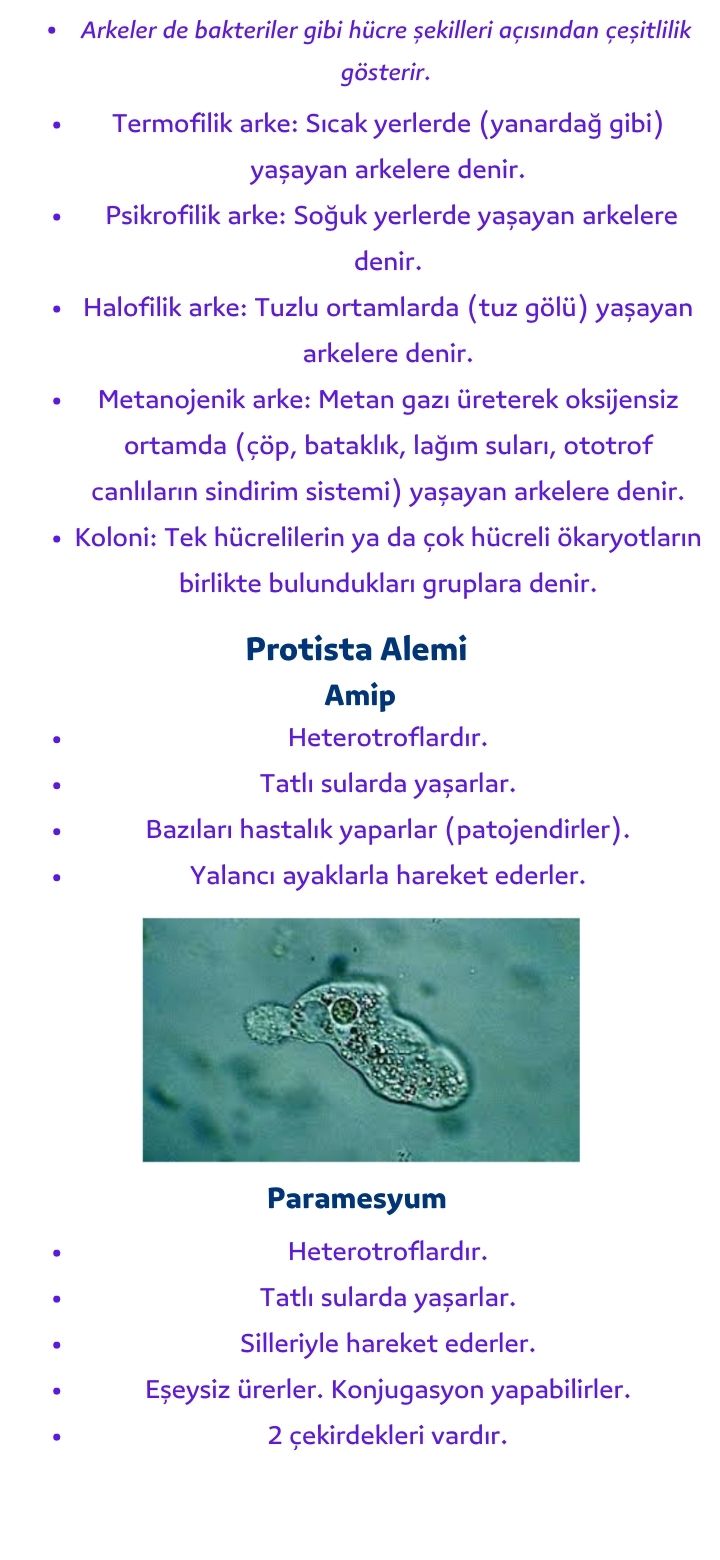 • Arkeler de bakteriler gibi hücre şekilleri açısından çeşitlilik
gösterir.
• Termofilik arke: Sıcak yerlerde (yanardağ gibi)
yaşayan arkelere denir.
• Psikrofilik arke: Soğuk yerlerde yaşayan arkelere
denir.
• Halofilik arke: Tuzlu ortamlarda (tuz gölü) yaşayan
arkelere denir.
• Metanojenik arke: Metan gazı üreterek oksijensiz
ortamda (çöp, bataklık, lağım suları, ototrof
canlıların sindirim sistemi) yaşayan arkelere denir.
• Koloni: Tek hücrelilerin ya da çok hücreli ökaryotların
birlikte bulundukları gruplara denir.
Protista Alemi
Amip
• Heterotroflardır.
• Tatlı sularda yaşarlar.
• Bazıları hastalık yaparlar (patojendirler).
• Yalancı ayaklarla hareket ederler.
Paramesyum
• Heterotroflardır.
• Tatlı sularda yaşarlar.
• Silleriyle hareket ederler.
• Eşeysiz ürerler. Konjugasyon yapabilirler.
• 2 çekirdekleri vardır.